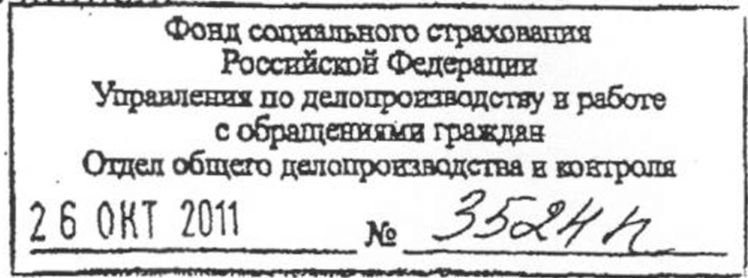 Фонд социального страхования
Российской Федерации
Управления по делопроизводству и работе
с обращениями граждан
Отдел общего делопроизводства и контроля
26 ОКТ 2011 № 3524п